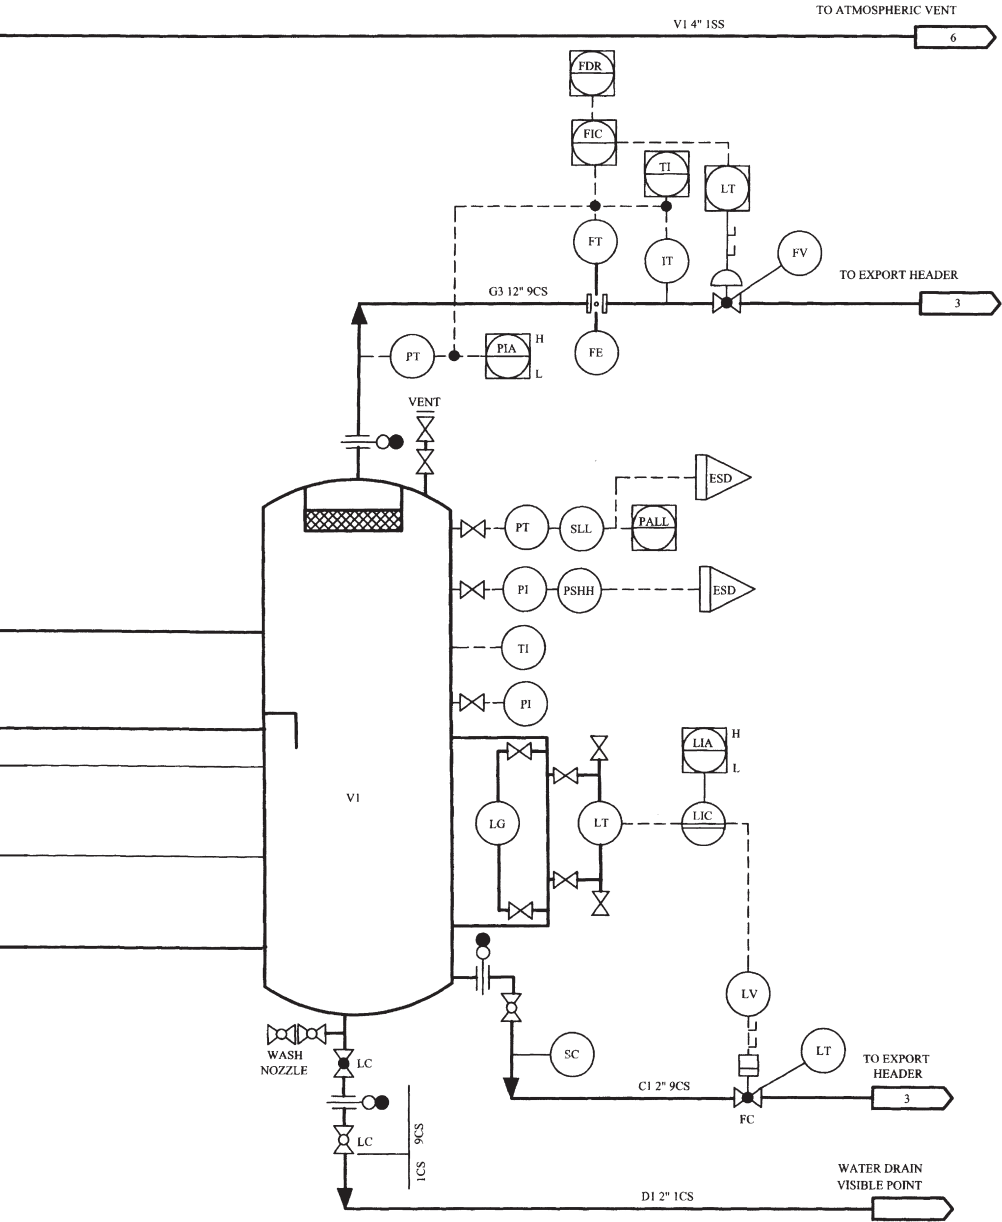 TO ATMOSPHERIC VENT
V1 4" 1SS
6
FDR
FIC
TI
LT
FT
IT
FV
TO EXPORT HEADER
G3 12" 9CS
3
PT
PIA
H
L
FE
VENT
ESD
PT
SLL
PALL
PI
PSHH
ESD
TI
PI
LIA
H
L
V1
LG
LT
LIC
LV
WASH
NOZZLE
LC
SC
LT
TO EXPORT
HEADER
C1 2" 9CS
3
FC
LC
9CS
1CS
WATER DRAIN
VISIBLE POINT
D1 2" 1CS